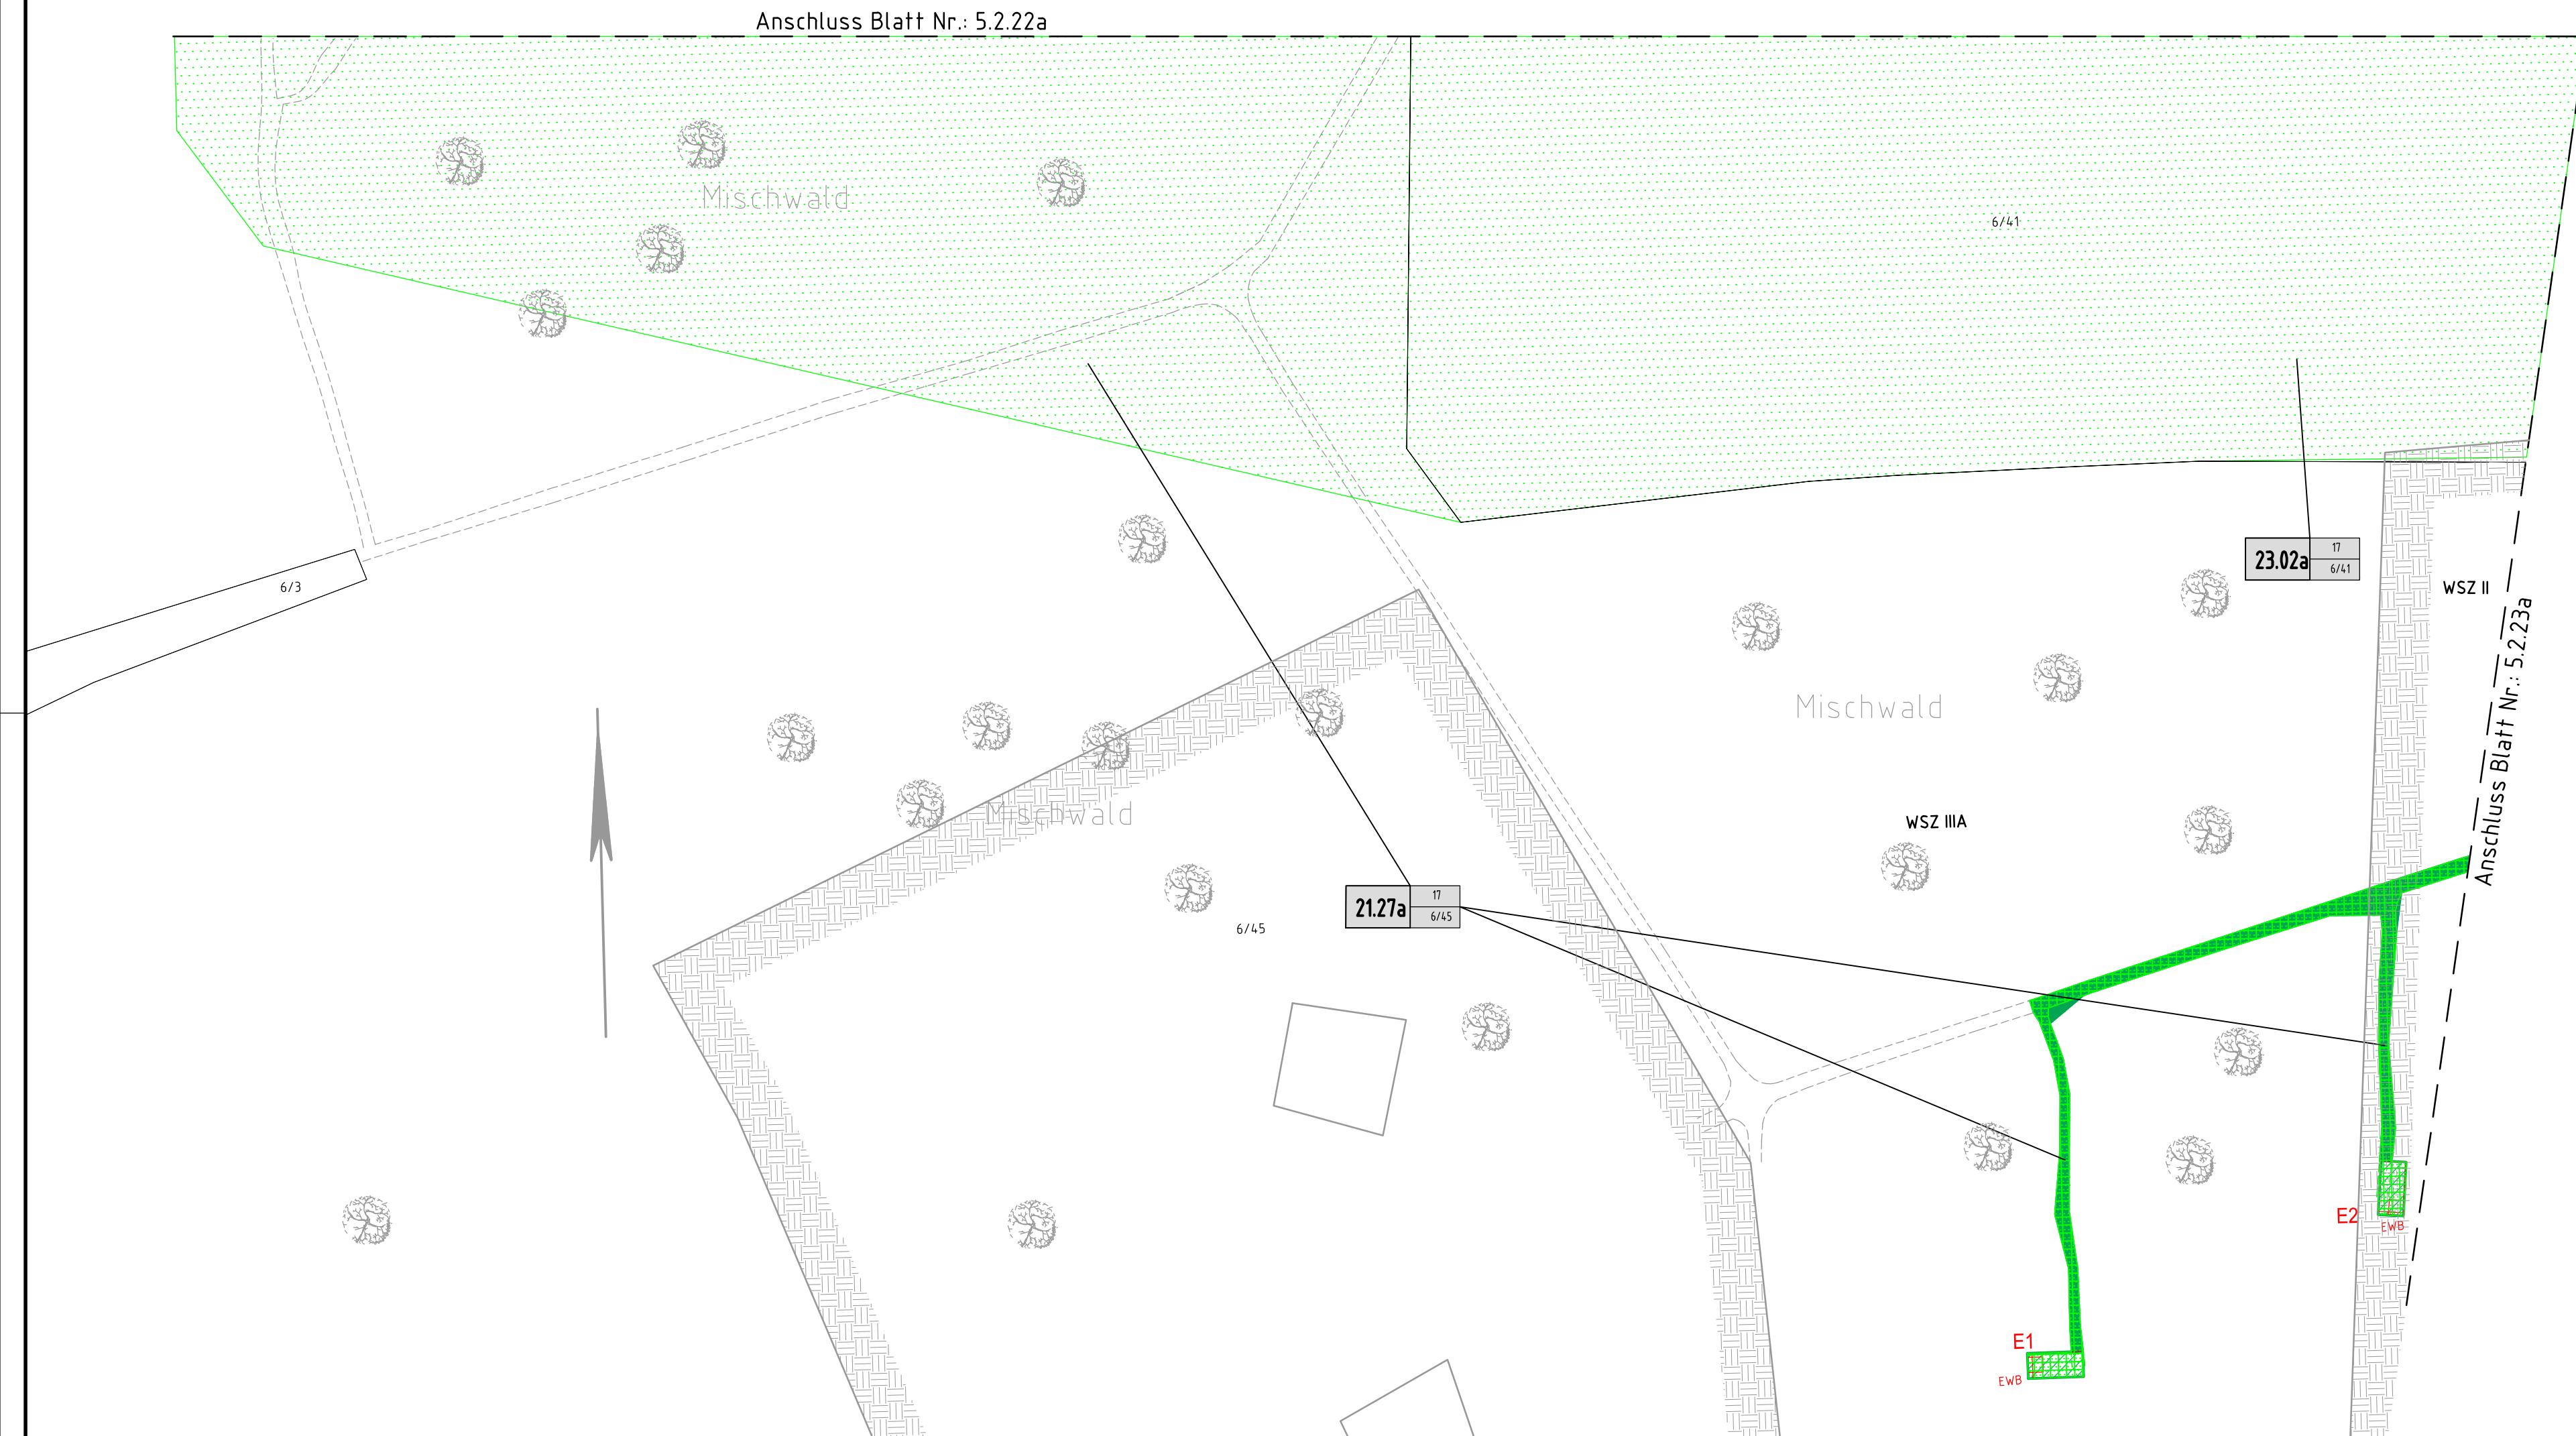 Anschluss Blatt Nr.: 5.2.22a
Mischwald
6/41
6/3
23.02a
17
6/41
WSZ II
Anschluss Blatt Nr.: 5.2.23a
Mischwald
Mischwald
WSZ IIIA
21.27a
17
6/45
6/45
E2
EWB
E1
EWB